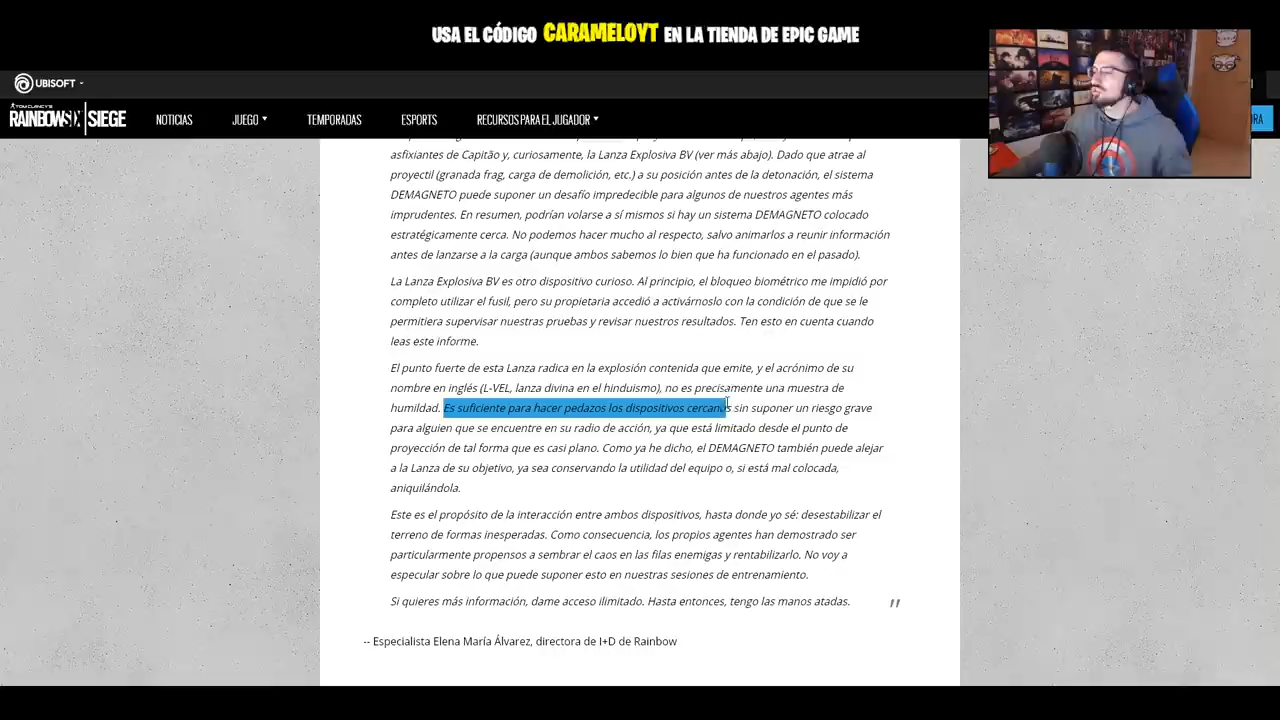 USA EL CÓDIGO CARAMELOYT EN LA TIENDA DE EPIC GAME
UBISOFT
TOM CLANCY'S
RAINBOW SIX | SIEGE
NOTICIAS
JUEGO
TEMPORADAS
ESPORTS
RECURSOS PARA EL JUGADOR
asfixiantes de Capitão y, curiosamente, la Lanza Explosiva BV (ver más abajo). Dado que atrae al
proyectil (granada frag, carga de demolición, etc.) a su posición antes de la detonación, el sistema
DEMAGNETO puede suponer un desafío impredecible para algunos de nuestros agentes más
imprudentes. En resumen, podrían volarse a sí mismos si hay un sistema DEMAGNETO colocado
estratégicamente cerca. No podemos hacer mucho al respecto, salvo animarlos a reunir información
antes de lanzarse a la carga (aunque ambos sabemos lo bien que ha funcionado en el pasado).
La Lanza Explosiva BV es otro dispositivo curioso. Al principio, el bloqueo biométrico me impidió por
completo utilizar el fusil, pero su propietaria accedió a activárnoslo con la condición de que se le
permitiera supervisar nuestras pruebas y revisar nuestros resultados. Ten esto en cuenta cuando
leas este informe.
El punto fuerte de esta Lanza radica en la explosión contenida que emite, y el acrónimo de su
nombre en inglés (L-VEL, lanza divina en el hinduismo), no es precisamente una muestra de
humildad. Es suficiente para hacer pedazos los dispositivos cercanos sin suponer un riesgo grave
para alguien que se encuentre en su radio de acción, ya que está limitado desde el punto de
proyección de tal forma que es casi plano. Como ya he dicho, el DEMAGNETO también puede alejar
a la Lanza de su objetivo, ya sea conservando la utilidad del equipo o, si está mal colocada,
aniquilándola.
Este es el propósito de la interacción entre ambos dispositivos, hasta donde yo sé: desestabilizar el
terreno de formas inesperadas. Como consecuencia, los propios agentes han demostrado ser
particularmente propensos a sembrar el caos en las filas enemigas y rentabilizarlo. No voy a
especular sobre lo que puede suponer esto en nuestras sesiones de entrenamiento.
Si quieres más información, dame acceso ilimitado. Hasta entonces, tengo las manos atadas. "
-- Especialista Elena María Álvarez, directora de I+D de Rainbow